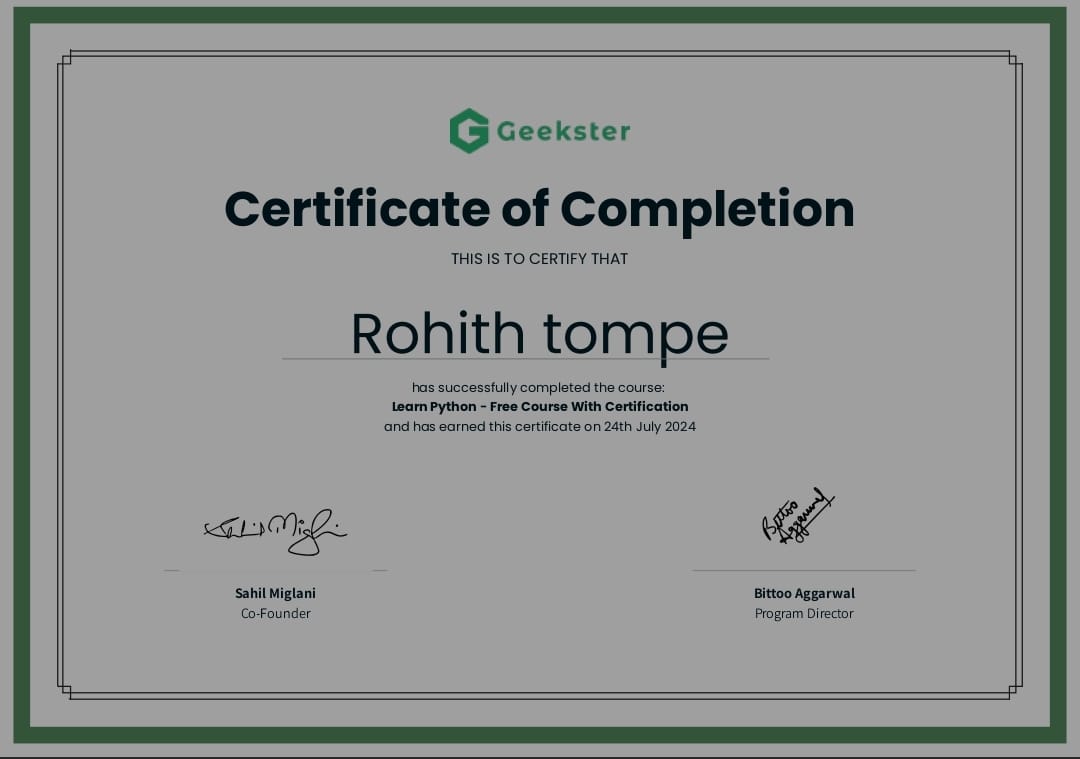 Geekster
Certificate of Completion
THIS IS TO CERTIFY THAT
Rohith tompe
has successfully completed the course:
Learn Python - Free Course With Certification
and has earned this certificate on 24th July 2024
Sahil Miglani
Bittoo
Aggarwal
Sahil Miglani
Co-Founder
Bittoo Aggarwal
Program Director